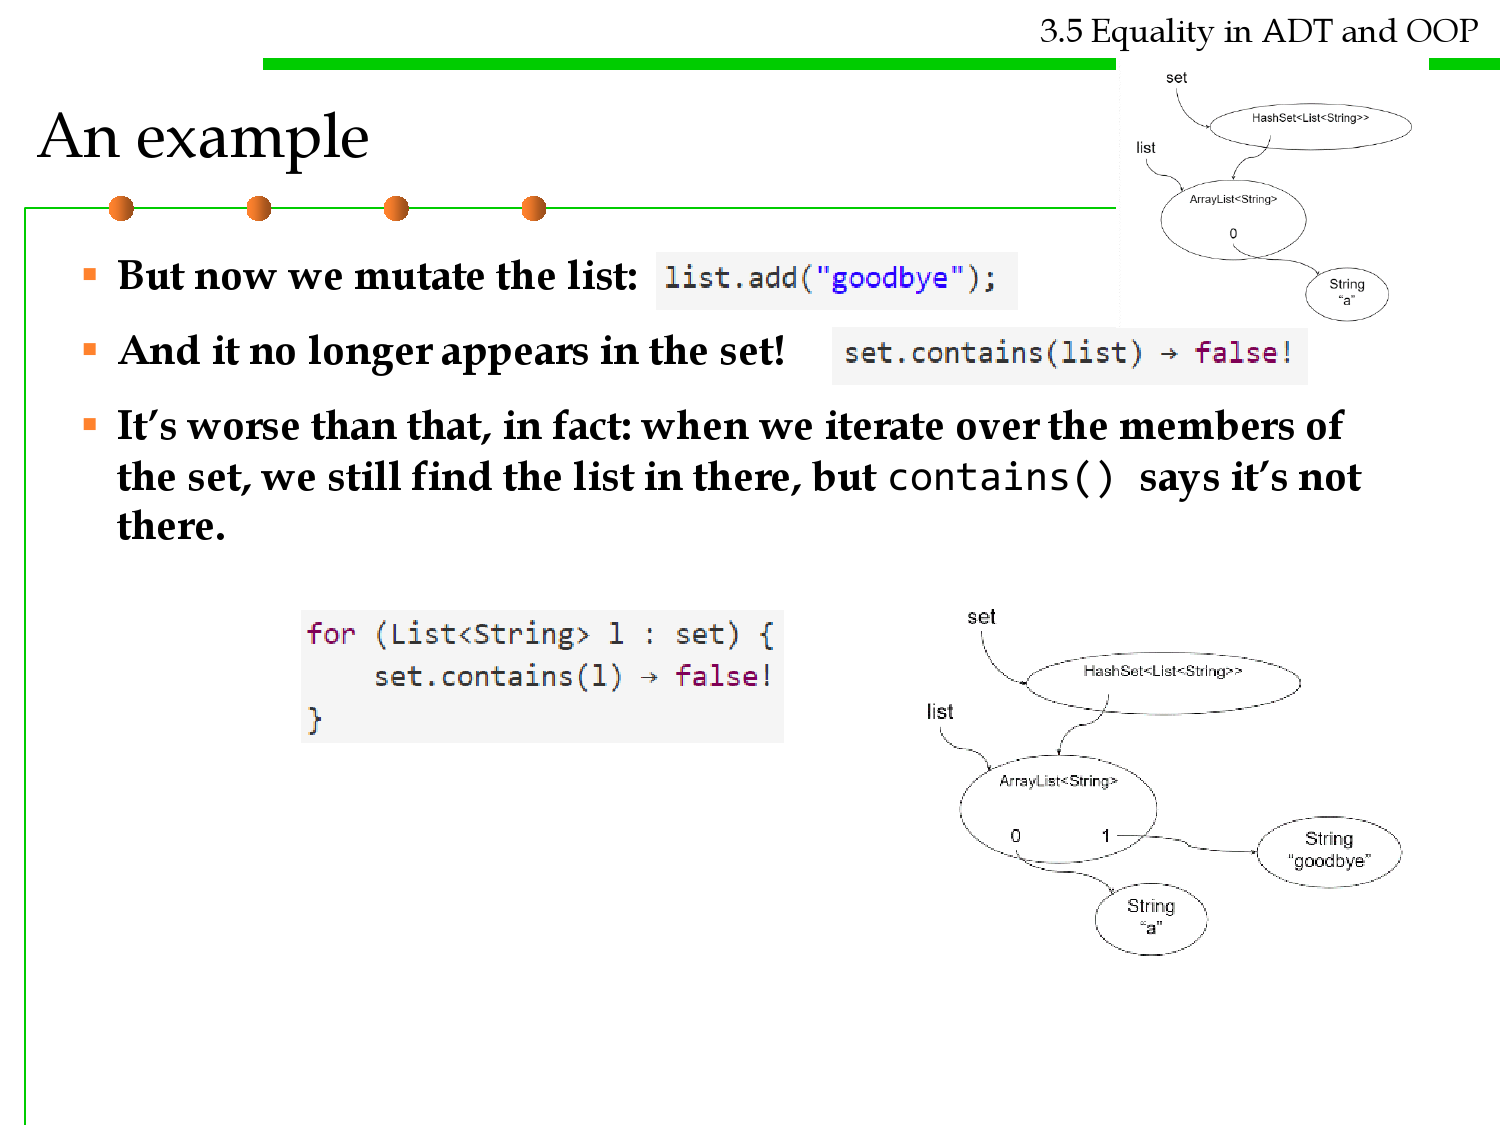 3.5 Equality in ADT and OOP
An example
set
HashSet<List<String>>
list
ArrayList<String>
0
String
“a”
▪ But now we mutate the list: list.add("goodbye");
▪ And it no longer appears in the set! set.contains(list) → false!
▪ It’s worse than that, in fact: when we iterate over the members of
the set, we still find the list in there, but contains() says it’s not
there.
for (List<String> l : set) {
set.contains(l) → false!
}
set
HashSet<List<String>>
list
ArrayList<String>
0 1
String
“goodbye”
String
“a”